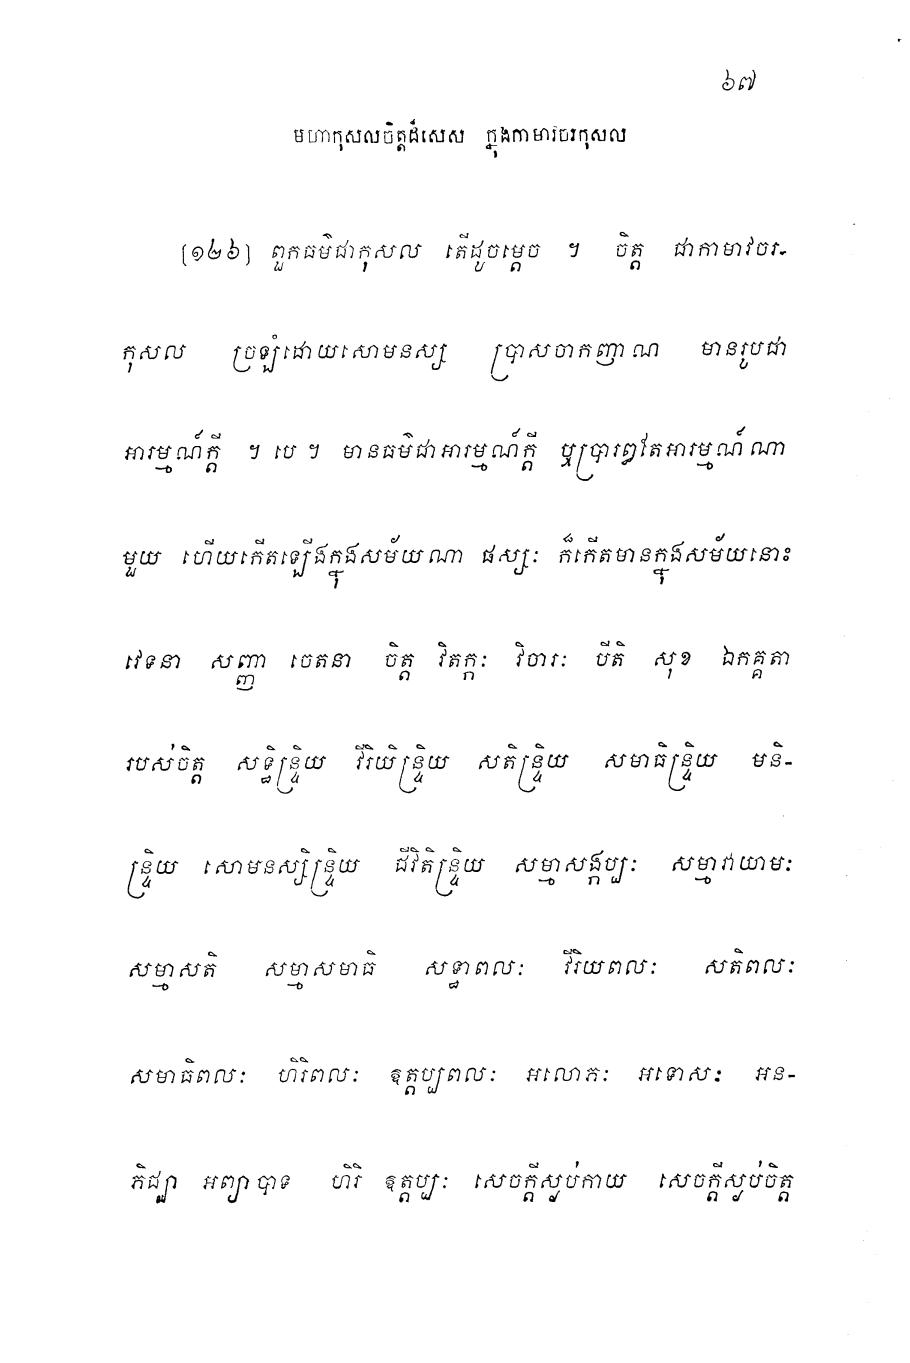 ៦៧
មហាកុសលចិត្តដ៏សេស ក្នុងកាមាវចរកុសល
[១២៦] ពួកធម៌ជាកុសល តើដូចម្តេច ។ ចិត្ត ជាកាមាវចរ-
កុសល ច្រឡំដោយសោមនស្ស ប្រាសចាកញាណ មានរូបជា
អារម្មណ៍ក្តី ។ បេ ។ មានធម៌ជាអារម្មណ៍ក្តី ឬប្រារឰតែអារម្មណ៍ណា
មួយ ហើយកើតឡើងក្នុងសម័យណា ផស្សៈ ក៏កើតមានក្នុងសម័យនោះ
វេទនា សញ្ញា ចេតនា ចិត្ត វិតក្កៈ វិចារៈ បីតិ សុខ ឯកគ្គតា
របស់ចិត្ត សទ្ធិន្ទ្រិយ វីរិយិន្ទ្រិយ សតិន្ទ្រិយ សមាធិន្ទ្រិយ មនិ-
ន្ទ្រិយ សោមនស្សិន្ទ្រិយ ជីវិតិន្ទ្រិយ សម្មាសង្កប្បៈ សម្មាវាយាមៈ
សម្មាសតិ សម្មាសមាធិ សទ្ធាពលៈ វីរិយពលៈ សតិពលៈ
សមាធិពលៈ ហិរិពលៈ ឧត្តប្បពលៈ អលោភៈ អទោសៈ អន-
ភិជ្ឈា អព្យាបាទ ហិរិ ឧត្តប្បៈ សេចក្តីស្ងប់កាយ សេចក្តីស្ងប់ចិត្ត